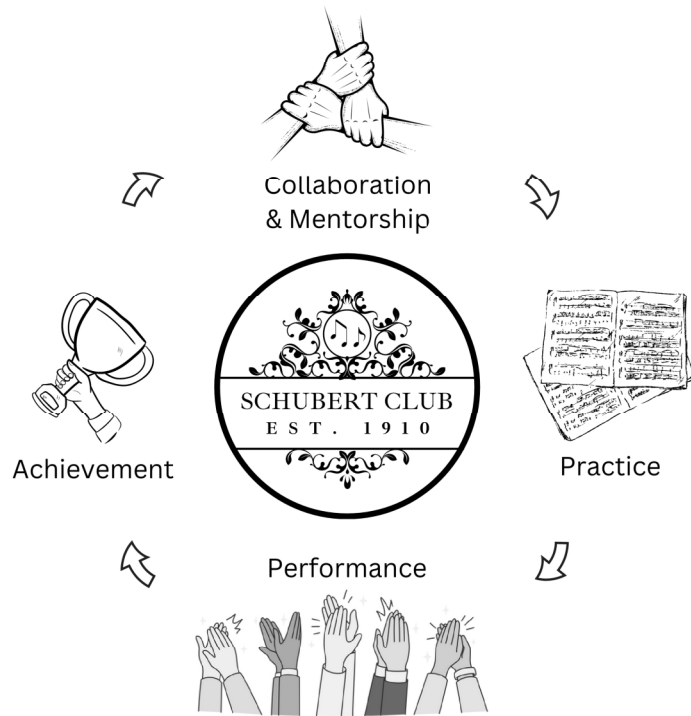 Collaboration
& Mentorship
SCHUBERT CLUB
EST. 1910
Achievement
Practice
Performance